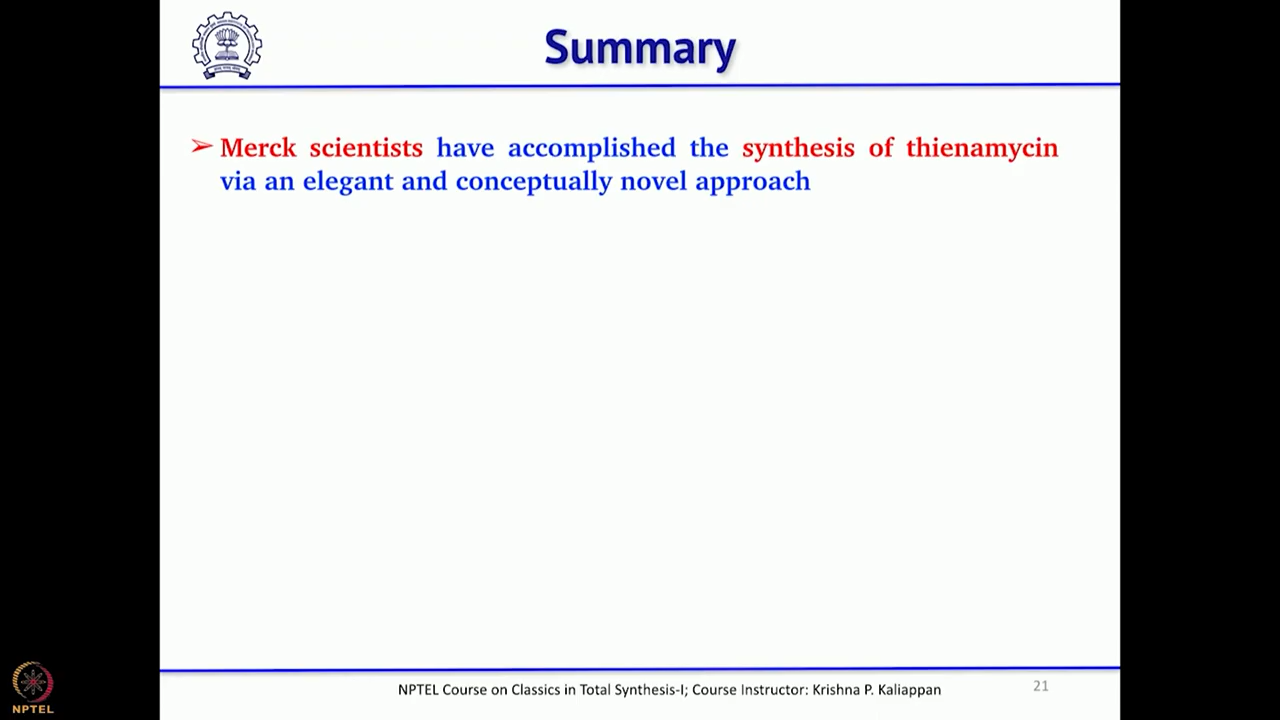 Summary
➢ Merck scientists have accomplished the synthesis of thienamycin
via an elegant and conceptually novel approach
NPTEL Course on Classics in Total Synthesis-I; Course Instructor: Krishna P. Kaliappan
21
NPTEL